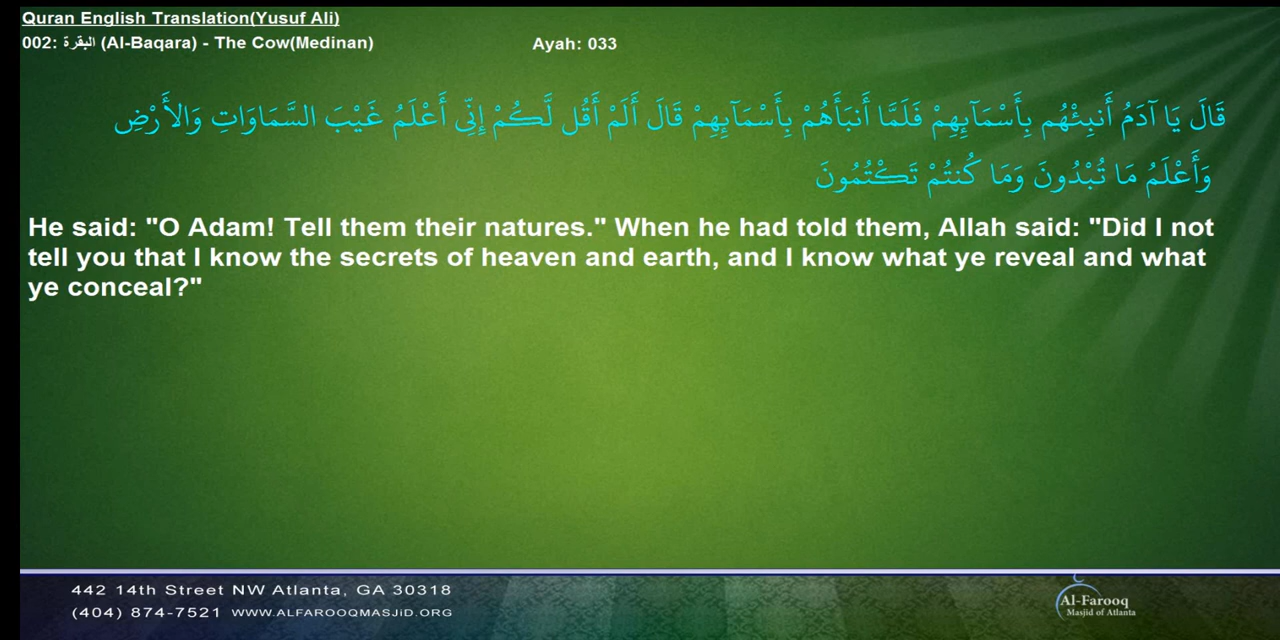 Quran English Translation(Yusuf Ali)
002: البقرة (Al-Baqara) - The Cow(Medinan)
Ayah: 033
قَالَ يَا آدَمُ أَنبِئْهُم بِأَسْمَآئِهِمْ فَلَمَّا أَنبَأَهُمْ بِأَسْمَآئِهِمْ قَالَ أَلَمْ أَقُل لَّكُمْ إِنِّي أَعْلَمُ غَيْبَ السَّمَاوَاتِ وَالأَرْضِ
وَأَعْلَمُ مَا تُبْدُونَ وَمَا كُنتُمْ تَكْتُمُونَ
He said: "O Adam! Tell them their natures." When he had told them, Allah said: "Did I not
tell you that I know the secrets of heaven and earth, and I know what ye reveal and what
ye conceal?"
442 14th Street NW Atlanta, GA 30318
(404) 874-7521 WWW.ALFAROOQMASJiD.ORG
Al-Farooq
Masjid of Atlanta